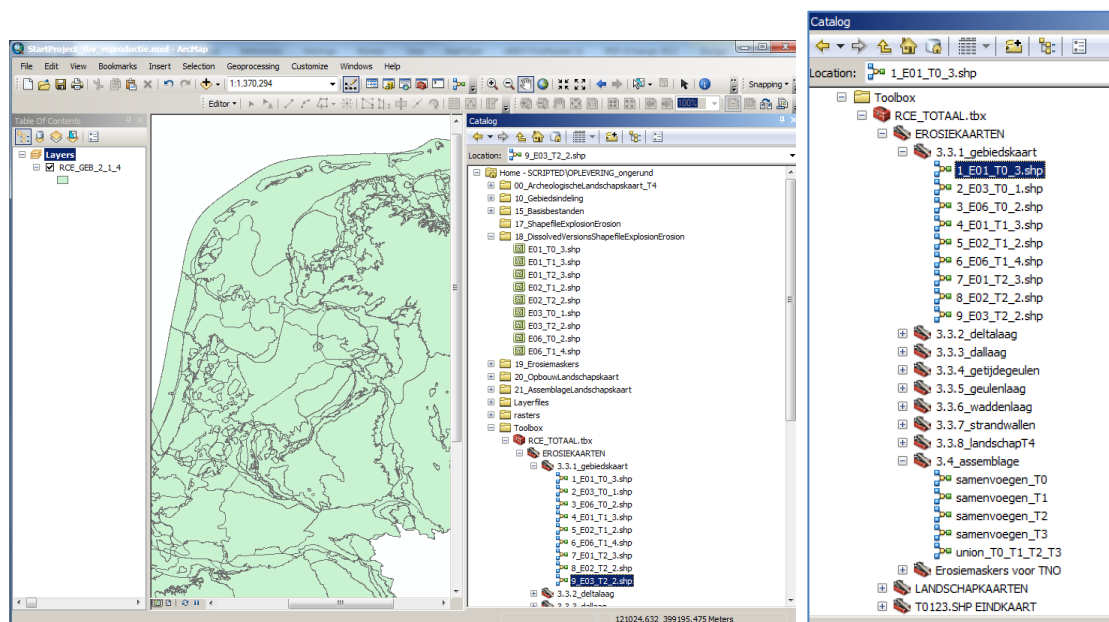 StartProject_tbv_reproductie.mxd - ArcMap
File Edit View Bookmarks Insert Selection Geoprocessing Customize Windows Help
1:1.370,294
Snapping
Editor
100%
Table Of Contents
Layers
RCE_GEB_2_1_4
Catalog
Location: 9_E03_T2_2.shp
Home - SCRIPTED\OPLEVERING_ongerund
00_ArcheologischeLandschapskaart_T4
10_Gebiedsindeling
15_Basisbestanden
17_ShapefileExplosionErosion
18_DissolvedVersionsShapefileExplosionErosion
E01_T0_3.shp
E01_T1_3.shp
E01_T2_3.shp
E02_T1_2.shp
E02_T2_2.shp
E03_T0_1.shp
E03_T2_2.shp
E06_T0_2.shp
E06_T1_4.shp
19_Erosiemaskers
20_OpbouwLandschapskaart
21_AssemblageLandschapskaart
Layerfiles
rasters
Toolbox
RCE_TOTAAL.tbx
EROSIEKAARTEN
3.3.1_gebiedskaart
1_E01_T0_3.shp
2_E03_T0_1.shp
3_E06_T0_2.shp
4_E01_T1_3.shp
5_E02_T1_2.shp
6_E06_T1_4.shp
7_E01_T2_3.shp
8_E02_T2_2.shp
9_E03_T2_2.shp
3.3.2_deltalaag
3.3.3_dallaag
121024,632 399195,475 Meters
Catalog
Location: 1_E01_T0_3.shp
Toolbox
RCE_TOTAAL.tbx
EROSIEKAARTEN
3.3.1_gebiedskaart
1_E01_T0_3.shp
2_E03_T0_1.shp
3_E06_T0_2.shp
4_E01_T1_3.shp
5_E02_T1_2.shp
6_E06_T1_4.shp
7_E01_T2_3.shp
8_E02_T2_2.shp
9_E03_T2_2.shp
3.3.2_deltalaag
3.3.3_dallaag
3.3.4_getijdegeulen
3.3.5_geulenlaag
3.3.6_waddenlaag
3.3.7_strandwallen
3.3.8_landschapT4
3.4_assemblage
samenvoegen_T0
samenvoegen_T1
samenvoegen_T2
samenvoegen_T3
union_T0_T1_T2_T3
Erosiemaskers voor TNO
LANDSCHAPKAARTEN
T0123.SHP EINDKAART